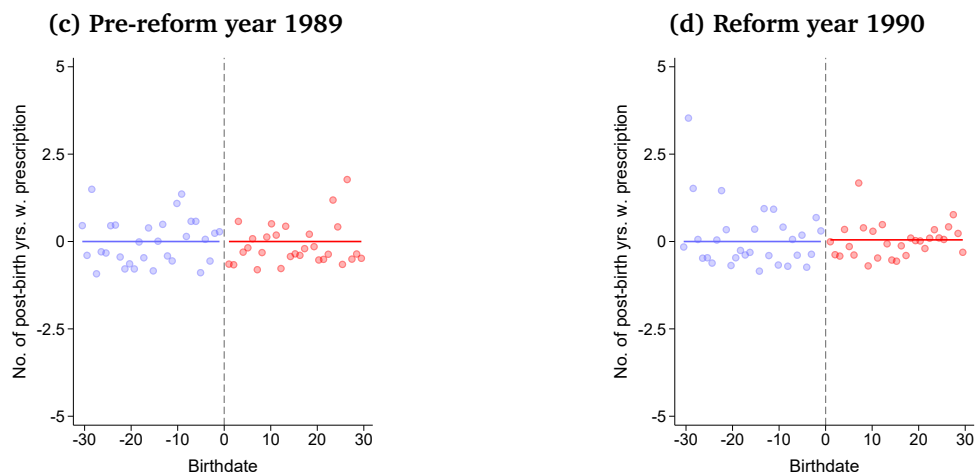 (c) Pre-reform year 1989
No. of post-birth yrs. w. prescription
5
2.5
0
-2.5
-5
-30 -20 -10 0 10 20 30
Birthdate
(d) Reform year 1990
No. of post-birth yrs. w. prescription
5
2.5
0
-2.5
-5
-30 -20 -10 0 10 20 30
Birthdate